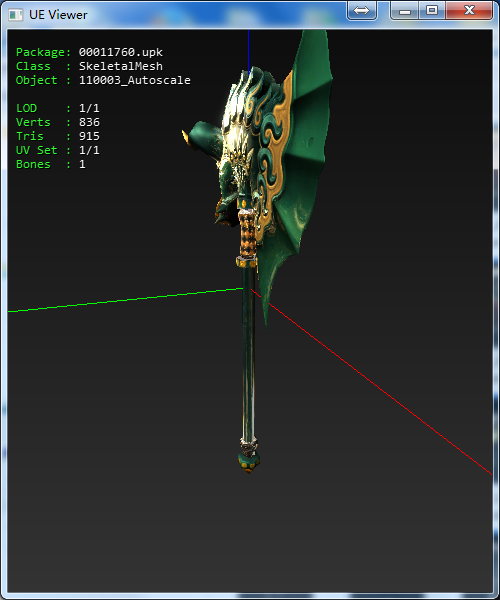 UE Viewer
Package: 00011760.upk
Class : SkeletalMesh
Object : 110003_Autoscale
LOD : 1/1
Verts : 836
Tris : 915
UV Set : 1/1
Bones : 1